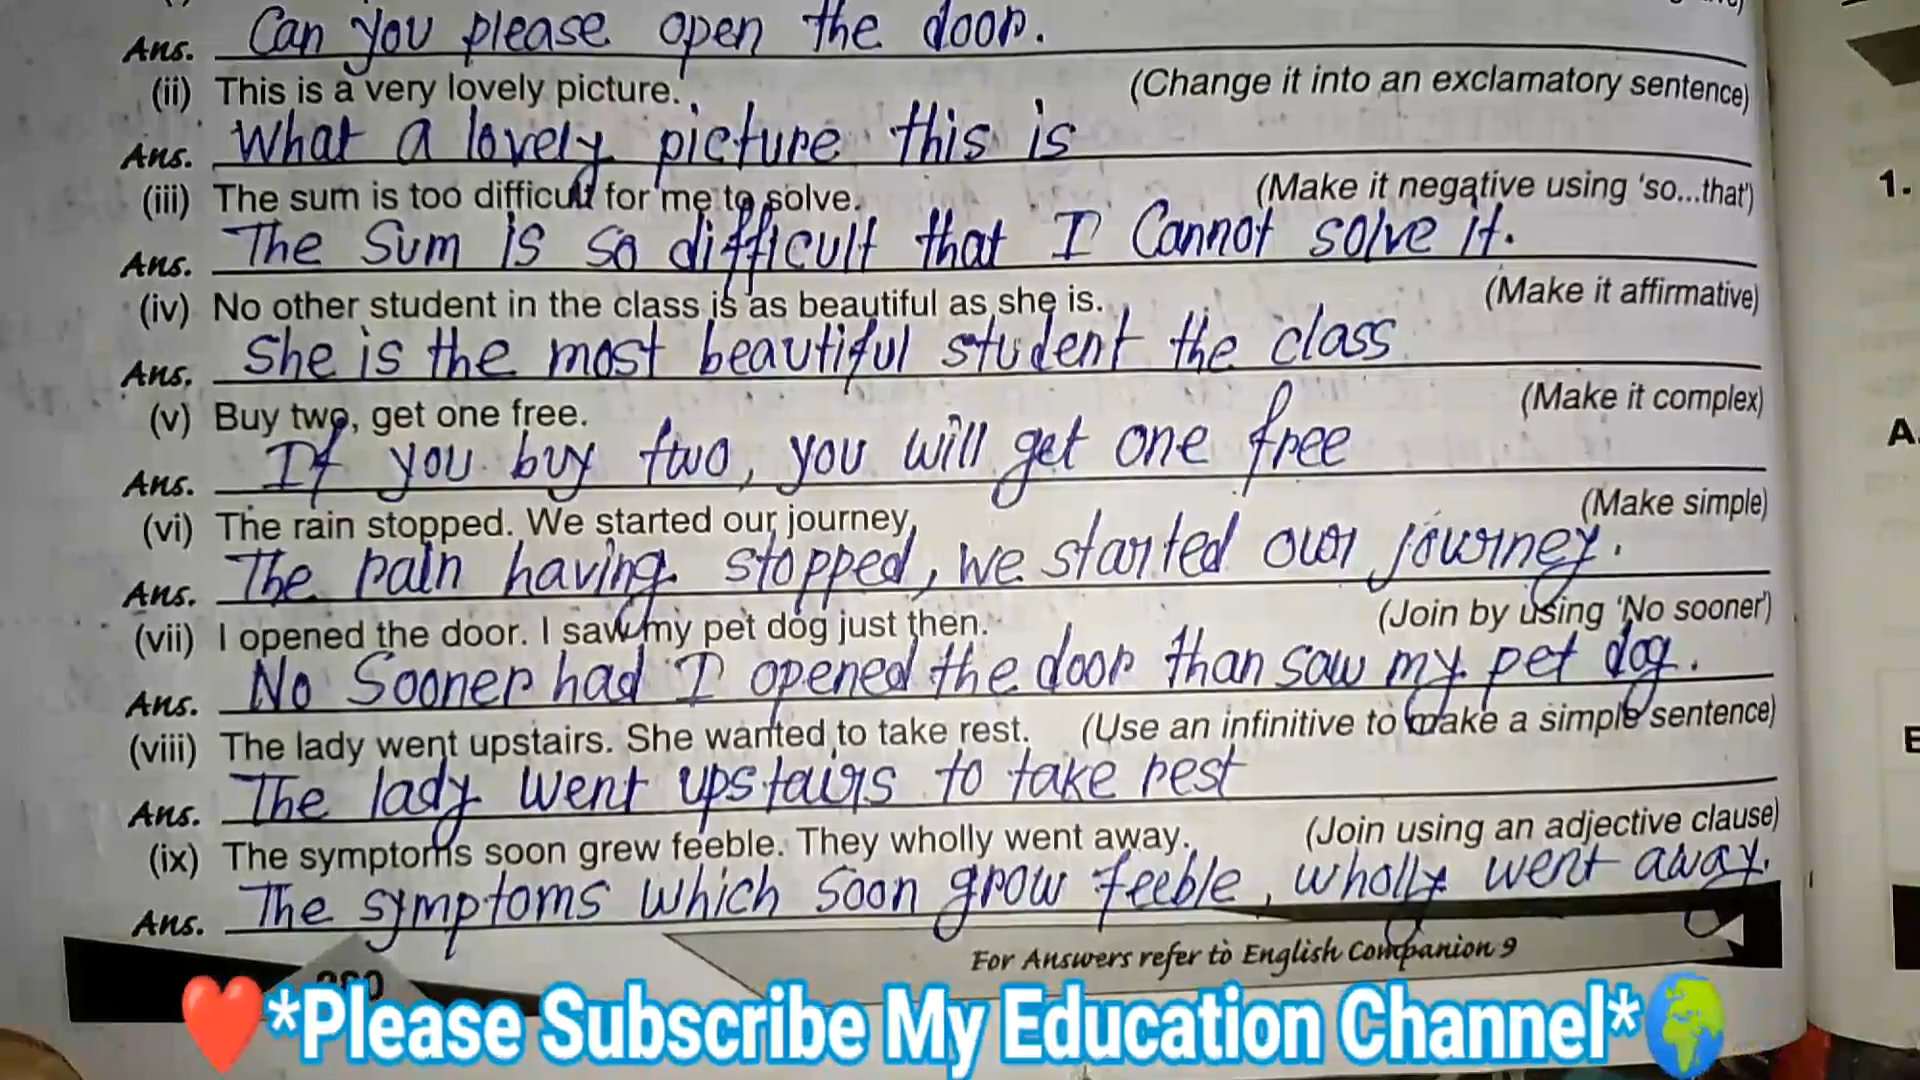 Ans. Can you please open the door.
(ii) This is a very lovely picture. (Change it into an exclamatory sentence)
Ans. What a lovely picture this is
(iii) The sum is too difficult for me to solve. (Make it negative using 'so...that')
Ans. The Sum is so difficult that I Cannot solve it.
(iv) No other student in the class is as beautiful as she is. (Make it affirmative)
Ans. She is the most beautiful student the class
(v) Buy two, get one free. (Make it complex)
Ans. If you buy two, you will get one free
(vi) The rain stopped. We started our journey, (Make simple)
Ans. The rain having stopped, we started our journey.
(vii) I opened the door. I saw my pet dog just then. (Join by using 'No sooner')
Ans. No Sooner had I opened the door than saw my pet dog.
(viii) The lady went upstairs. She wanted to take rest. (Use an infinitive to make a simple sentence)
Ans. The lady went upstairs to take rest
(ix) The symptoms soon grew feeble. They wholly went away. (Join using an adjective clause)
Ans. The symptoms which soon grow feeble, wholly went away.
For Answers refer to English Companion 9
1.
A.
E
❤️*Please Subscribe My Education Channel*🌍